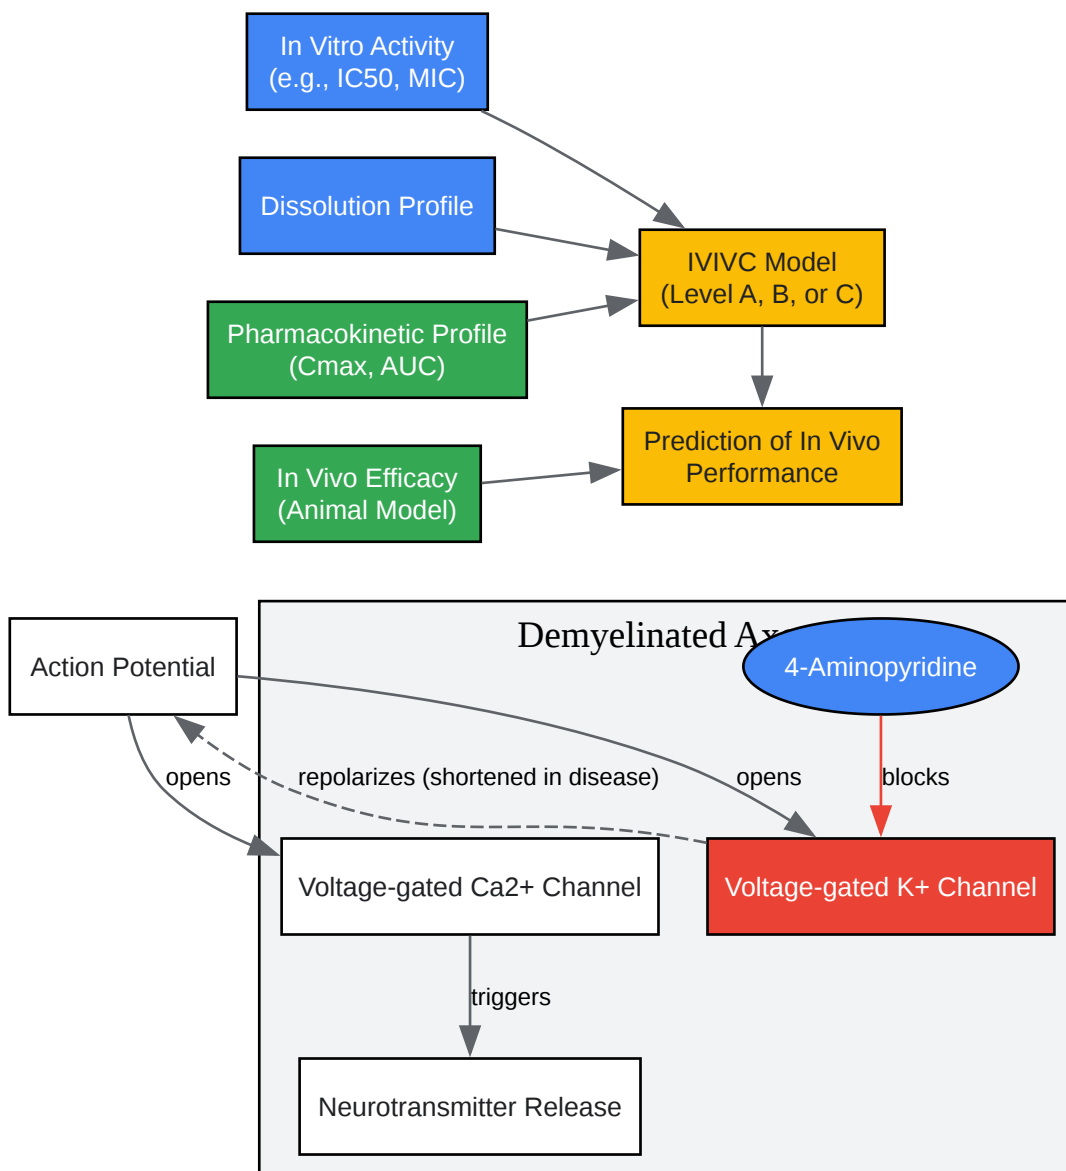 In Vitro Activity
(e.g., IC50, MIC)
Dissolution Profile
IVIVC Model
(Level A, B, or C)
Pharmacokinetic Profile
(Cmax, AUC)
Prediction of In Vivo
Performance
In Vivo Efficacy
(Animal Model)
Demyelinated
4-Aminopyridine
Action Potential
opens
repolarizes (shortened in disease)
opens
blocks
Voltage-gated Ca2+ Channel
Voltage-gated K+ Channel
triggers
Neurotransmitter Release